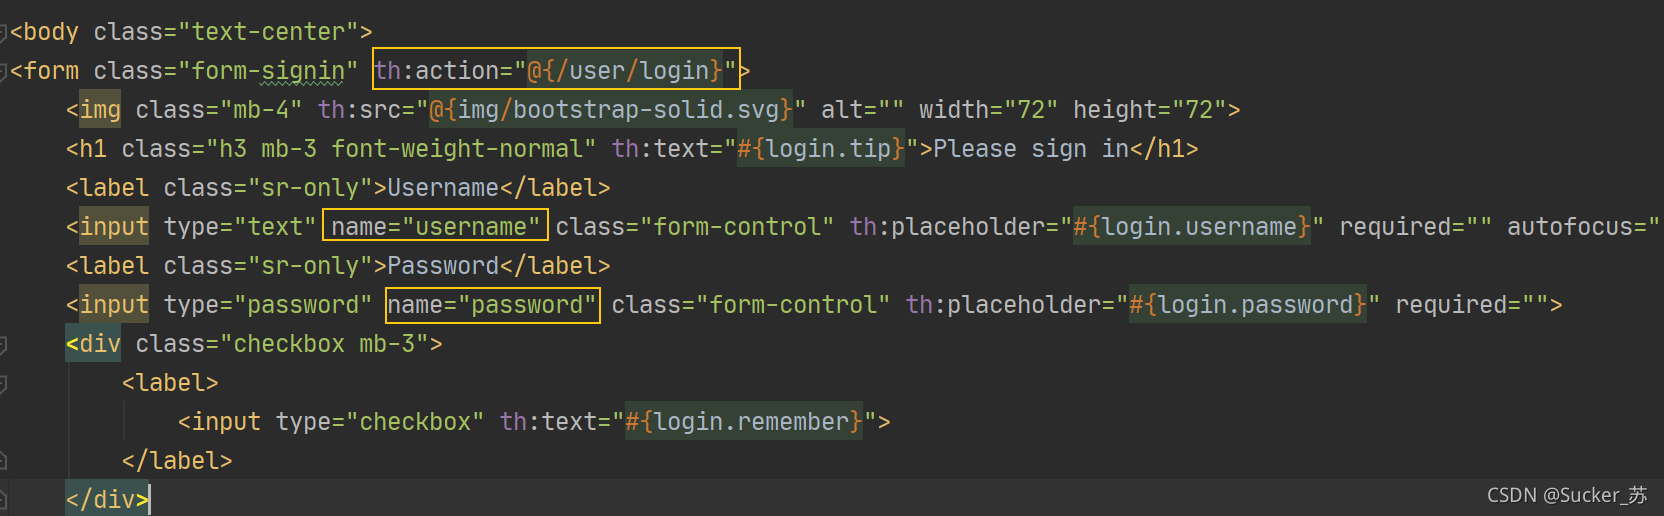 <body class="text-center">
<form class="form-signin" th:action="@{/user/login}">
<img class="mb-4" th:src="@{img/bootstrap-solid.svg}" alt="" width="72" height="72">
<h1 class="h3 mb-3 font-weight-normal" th:text="#{login.tip}">Please sign in</h1>
<label class="sr-only">Username</label>
<input type="text" name="username" class="form-control" th:placeholder="#{login.username}" required="" autofocus="
<label class="sr-only">Password</label>
<input type="password" name="password" class="form-control" th:placeholder="#{login.password}" required="">
<div class="checkbox mb-3">
<label>
<input type="checkbox" th:text="#{login.remember}">
</label>
</div>
CSDN @Sucker_苏